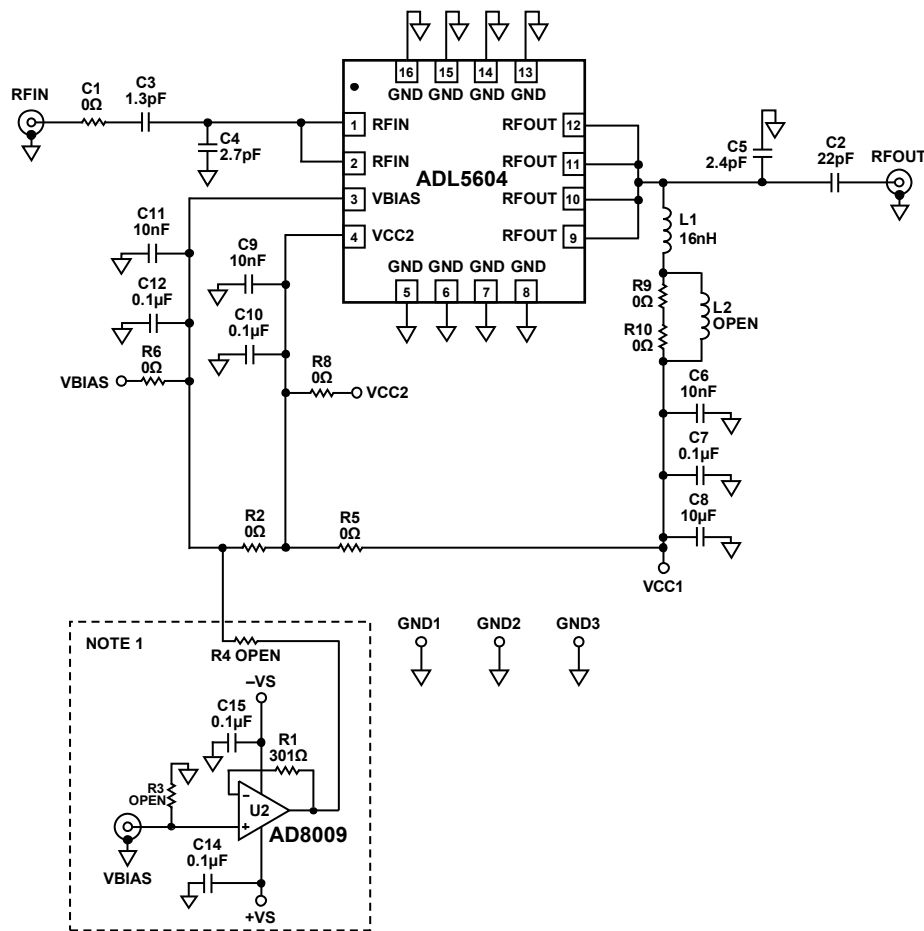 16 15 14 13
GND GND GND GND
RFIN
C1
0Ω
C3
1.3pF
C4
2.7pF
1 RFIN
2 RFIN
3 VBIAS
4 VCC2
ADL5604
RFOUT 12
RFOUT 11
RFOUT 10
RFOUT 9
C5
2.4pF
C2
22pF
RFOUT
GND GND GND GND
5 6 7 8
C11
10nF
C12
0.1µF
R6
0Ω
VBIAS
C9
10nF
C10
0.1µF
R8
0Ω
VCC2
L1
16nH
R9
0Ω
R10
0Ω
L2
OPEN
C6
10nF
C7
0.1µF
C8
10µF
R2
0Ω
R5
0Ω
VCC1
NOTE 1
R4 OPEN
GND1 GND2 GND3
–VS
C15
0.1µF
R1
301Ω
R3
OPEN
–
U2
+
AD8009
VBIAS
C14
0.1µF
+VS